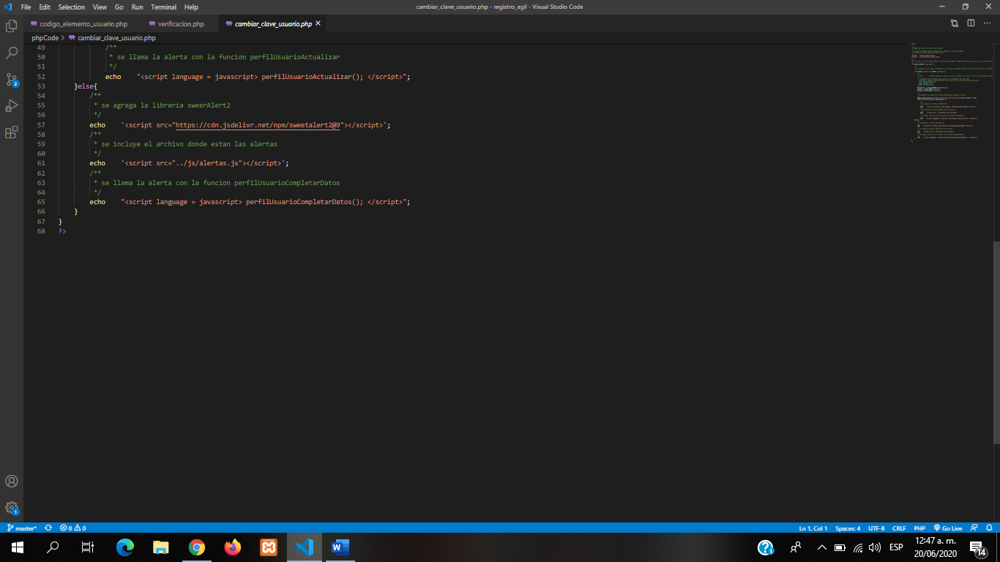 File Edit Selection View Go Run Terminal Help
cambiar_clave_usuario.php - registro_agil - Visual Studio Code
codigo_elemento_usuario.php
verificacion.php
cambiar_clave_usuario.php
phpCode > cambiar_clave_usuario.php
49 /**
50 * se llama la alerta con la funcion perfilUsuarioActualizar
51 */
52 echo "<script language = javascript> perfilUsuarioActualizar(); </script>";
53 }else{
54 /**
55 * se agrega la libreria sweerAlert2
56 */
57 echo '<script src="https://cdn.jsdelivr.net/npm/sweetalert2@9"></script>';
58 /**
59 * se incluye el archivo donde estan las alertas
60 */
61 echo '<script src="../js/alertas.js"></script>';
62 /**
63 * se llama la alerta con la funcion perfilUsuarioCompletarDatos
64 */
65 echo "<script language = javascript> perfilUsuarioCompletarDatos(); </script>";
66 }
67 }
68 ?>
2
1
master* 0 0
Ln 1, Col 1 Spaces: 4 UTF-8 CRLF PHP Go Live
W
ESP
12:47 a. m.
20/06/2020
14